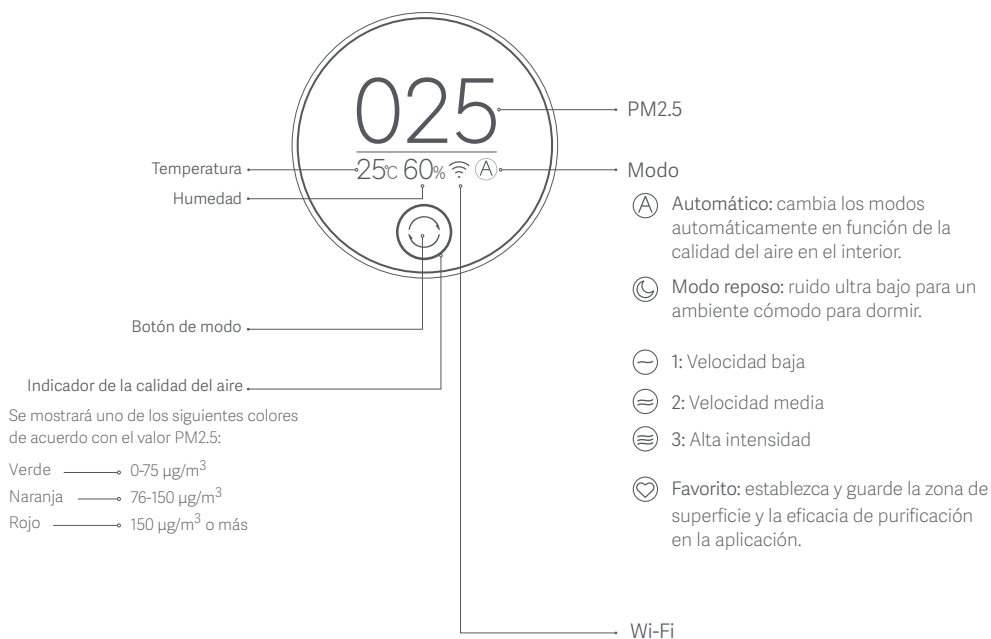 025
25℃ 60% A
PM2.5
Temperatura
Humedad
Botón de modo
Indicador de la calidad del aire
Se mostrará uno de los siguientes colores
de acuerdo con el valor PM2.5:
Verde 0-75 µg/m³
Naranja 76-150 µg/m³
Rojo 150 µg/m³ o más
Modo
A Automático: cambia los modos
automáticamente en función de la
calidad del aire en el interior.
Modo reposo: ruido ultra bajo para un
ambiente cómodo para dormir.
1: Velocidad baja
2: Velocidad media
3: Alta intensidad
Favorito: establezca y guarde la zona de
superficie y la eficacia de purificación
en la aplicación.
Wi-Fi